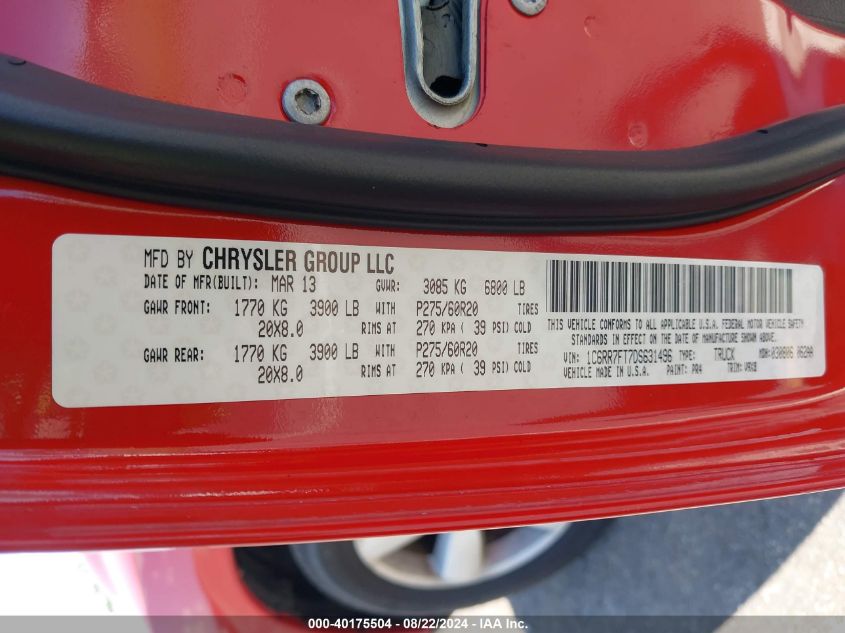 MFD BY CHRYSLER GROUP LLC
DATE OF MFR(BUILT): MAR 13 GVWR: 3085 KG 6800 LB
GAWR FRONT: 1770 KG 3900 LB WITH P275/60R20 TIRES
20X8.0 RIMS AT 270 KPA ( 39 PSI) COLD
GAWR REAR: 1770 KG 3900 LB WITH P275/60R20 TIRES
20X8.0 RIMS AT 270 KPA ( 39 PSI) COLD
THIS VEHICLE CONFORMS TO ALL U.S.A. FEDERAL MOTOR VEHICLE SAFETY
STANDARDS IN EFFECT ON THE DATE OF MANUFACTURE SHOWN ABOVE.
VIN: 1C6RR7FT7DS631496 TYPE: TRUCK MDH: 030806 062AA
VEHICLE MADE IN U.S.A. PAINT: PR4 TRIM:
000-40175504 - 08/22/2024 - IAA Inc.